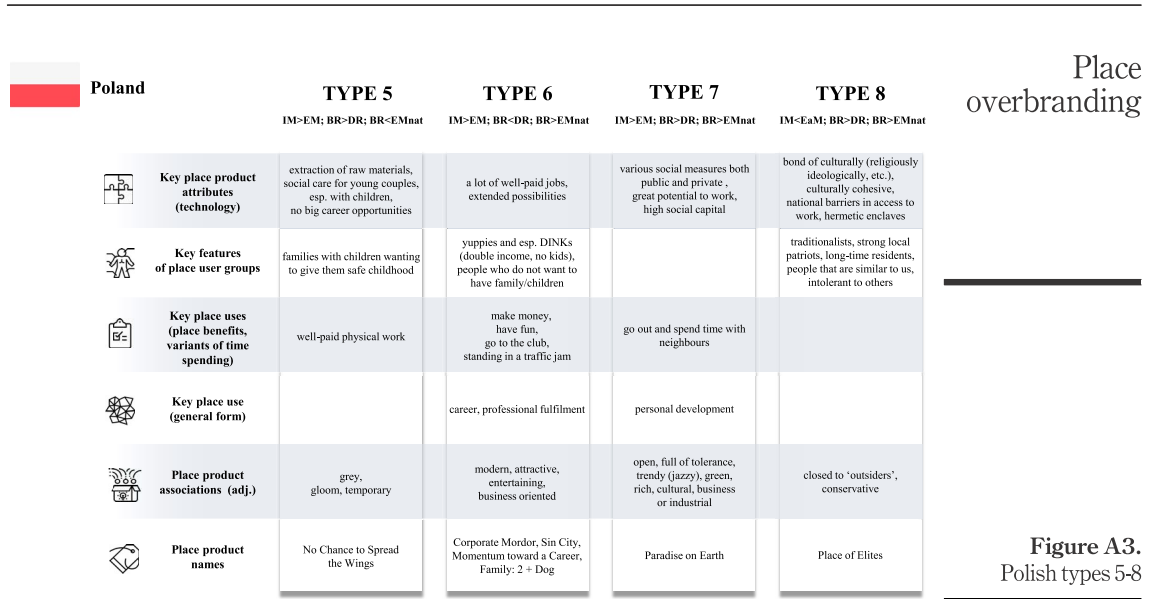 Place
overbranding
Poland
TYPE 5
TYPE 6
TYPE 7
TYPE 8
IM>EM; BR>DR; BR<EMnat
IM>EM; BR<DR; BR>EMnat
IM>EM; BR>DR; BR>EMnat
IM<EaM; BR>DR; BR>EMnat
Key place product
attributes
(technology)
extraction of raw materials,
social care for young couples,
esp. with children,
no big career opportunities
a lot of well-paid jobs,
extended possibilities
various social measures both
public and private ,
great potential to work,
high social capital
bond of culturally (religiously
ideologically, etc.),
culturally cohesive,
national barriers in access to
work, hermetic enclaves
Key features
of place user groups
families with children wanting
to give them safe childhood
yuppies and esp. DINKs
(double income, no kids),
people who do not want to
have family/children
traditionalists, strong local
patriots, long-time residents,
people that are similar to us,
intolerant to others
Key place uses
(place benefits,
variants of time
spending)
well-paid physical work
make money,
have fun,
go to the club,
standing in a traffic jam
go out and spend time with
neighbours
Key place use
(general form)
career, professional fulfilment
personal development
Place product
associations (adj.)
grey,
gloom, temporary
modern, attractive,
entertaining,
business oriented
open, full of tolerance,
trendy (jazzy), green,
rich, cultural, business
or industrial
closed to ‘outsiders’,
conservative
Place product
names
No Chance to Spread
the Wings
Corporate Mordor, Sin City,
Momentum toward a Career,
Family: 2 + Dog
Paradise on Earth
Place of Elites
Figure A3.
Polish types 5-8